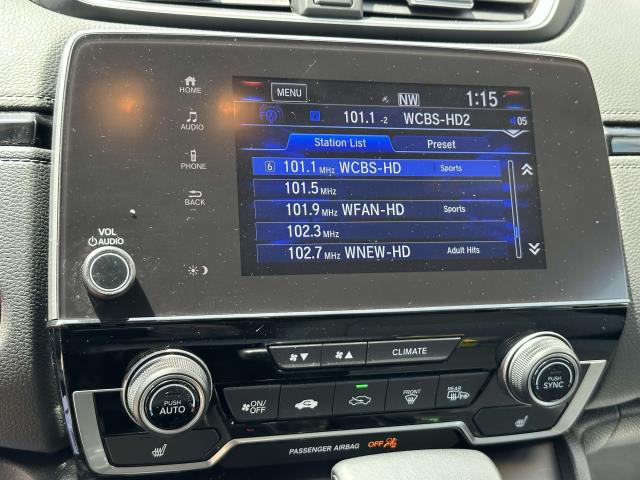 HOME
AUDIO
PHONE
BACK
VOL
AUDIO
MENU
NW
1:15
FM
101.1 -2 WCBS-HD2
05
Station List
Preset
6 101.1 MHz WCBS-HD Sports
101.5 MHz
101.9 MHz WFAN-HD Sports
102.3 MHz
102.7 MHz WNEW-HD Adult Hits
CLIMATE
PUSH
AUTO
ON/
OFF
FRONT
REAR
PUSH
SYNC
PASSENGER AIRBAG
OFF